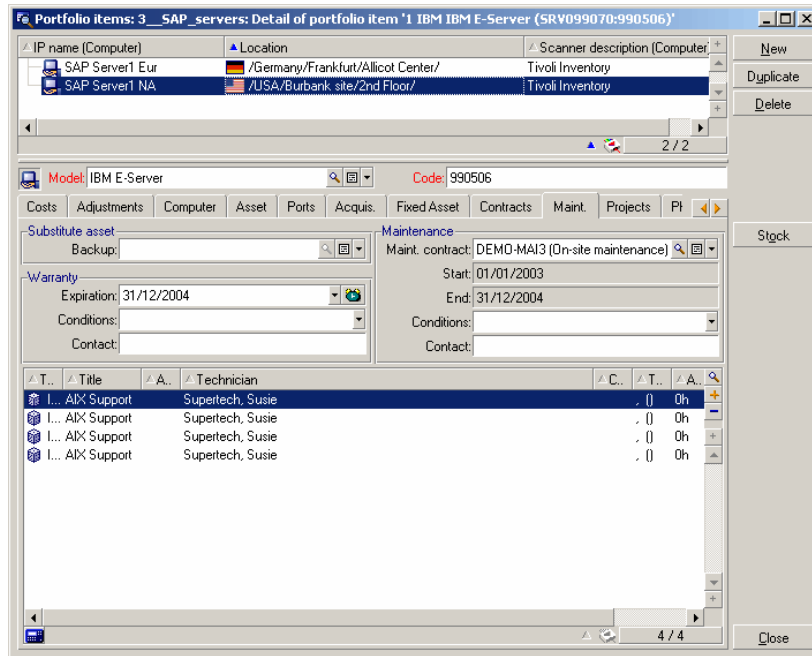 Portfolio items: 3__SAP_servers: Detail of portfolio item '1 IBM IBM E-Server (SRV099070:990506)'
IP name (Computer) Location Scanner description (Computer)
SAP Server1 Eur /Germany/Frankfurt/Allicot Center/ Tivoli Inventory
SAP Server1 NA /USA/Burbank site/2nd Floor/ Tivoli Inventory
2 / 2
New
Duplicate
Delete
Model: IBM E-Server Code: 990506
Costs Adjustments Computer Asset Ports Acquis. Fixed Asset Contracts Maint. Projects
Stock
Substitute asset
Backup:
Warranty
Expiration: 31/12/2004
Conditions:
Contact:
Maintenance
Maint. contract: DEMO-MAI3 (On-site maintenance)
Start: 01/01/2003
End: 31/12/2004
Conditions:
Contact:
T.. Title A.. Technician C.. T.. A..
I... AIX Support Supertech, Susie , () 0h
I... AIX Support Supertech, Susie , () 0h
I... AIX Support Supertech, Susie , () 0h
I... AIX Support Supertech, Susie , () 0h
4 / 4
Close